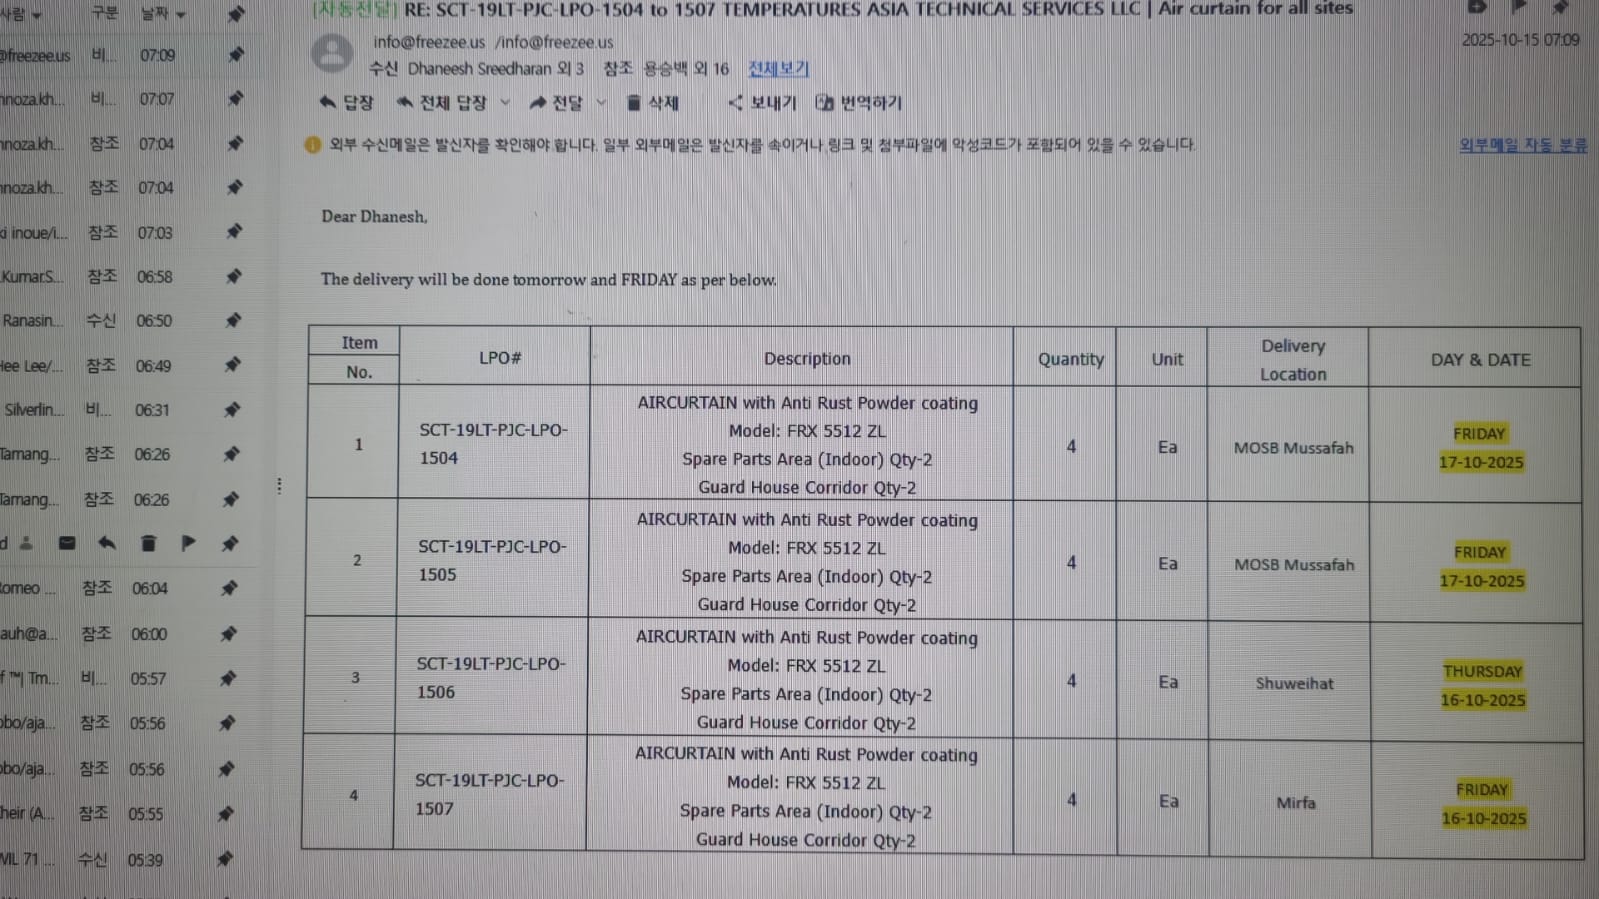 사람 구분 날짜
@freezee.us 비... 07:09
nnoza.kh... 비... 07:07
nnoza.kh... 참조 07:04
nnoza.kh... 참조 07:04
ki inoue/i... 참조 07:03
Kumar.S... 참조 06:58
Ranasin... 수신 06:50
Hee Lee/... 참조 06:49
Silverlin... 비... 06:31
Tamang... 참조 06:26
Tamang... 참조 06:26
d
Romeo ... 참조 06:04
auh@a... 참조 06:00
f ™| Tm... 비... 05:57
obo/aja... 참조 05:56
obo/aja... 참조 05:56
heir (A... 참조 05:55
ML 71 ... 수신 05:39
[자동전달] RE: SCT-19LT-PJC-LPO-1504 to 1507 TEMPERATURES ASIA TECHNICAL SERVICES LLC | Air curtain for all sites
info@freezee.us /info@freezee.us
2025-10-15 07:09
수신 Dhaneesh Sreedharan 외 3 참조 용승백 외 16 전체보기
답장 전체 답장 전달 삭제 보내기 번역하기
외부 수신메일은 발신자를 확인해야 합니다. 일부 외부메일은 발신자를 속이거나 링크 및 첨부파일에 악성코드가 포함되어 있을 수 있습니다.
외부메일 자동 분류
Dear Dhanesh,
The delivery will be done tomorrow and FRIDAY as per below.
Item
No.
LPO#
Description
Quantity
Unit
Delivery
Location
DAY & DATE
1
SCT-19LT-PJC-LPO-
1504
AIRCURTAIN with Anti Rust Powder coating
Model: FRX 5512 ZL
Spare Parts Area (Indoor) Qty-2
Guard House Corridor Qty-2
4
Ea
MOSB Mussafah
FRIDAY
17-10-2025
2
SCT-19LT-PJC-LPO-
1505
AIRCURTAIN with Anti Rust Powder coating
Model: FRX 5512 ZL
Spare Parts Area (Indoor) Qty-2
Guard House Corridor Qty-2
4
Ea
MOSB Mussafah
FRIDAY
17-10-2025
3
SCT-19LT-PJC-LPO-
1506
AIRCURTAIN with Anti Rust Powder coating
Model: FRX 5512 ZL
Spare Parts Area (Indoor) Qty-2
Guard House Corridor Qty-2
4
Ea
Shuweihat
THURSDAY
16-10-2025
4
SCT-19LT-PJC-LPO-
1507
AIRCURTAIN with Anti Rust Powder coating
Model: FRX 5512 ZL
Spare Parts Area (Indoor) Qty-2
Guard House Corridor Qty-2
4
Ea
Mirfa
FRIDAY
16-10-2025